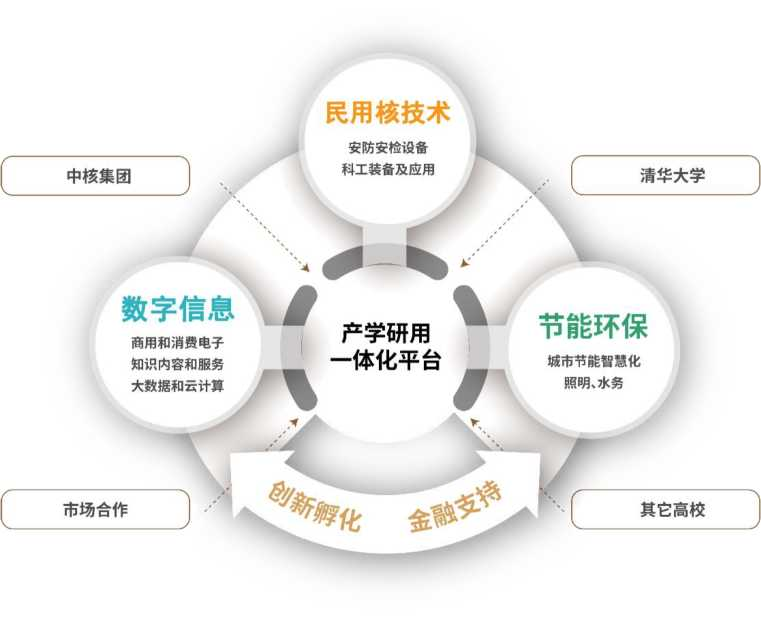 民用核技术
安防安检设备
科工装备及应用
中核集团
清华大学
数字信息
商用和消费电子
知识内容和服务
大数据和云计算
产学研用
一体化平台
节能环保
城市节能智慧化
照明、水务
创新孵化
金融支持
市场合作
其它高校